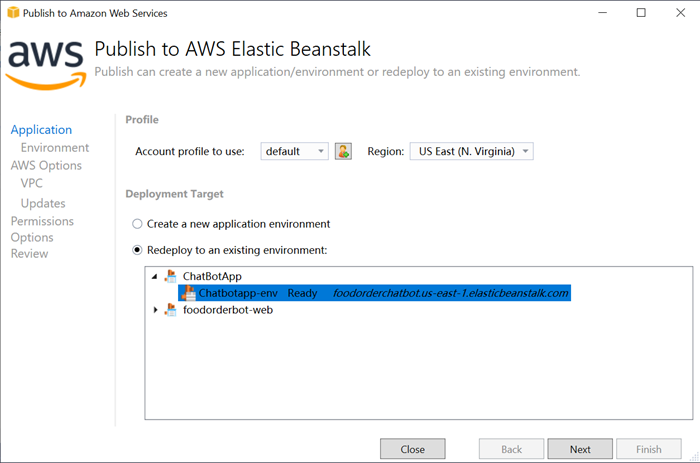 Publish to Amazon Web Services
aws
Publish to AWS Elastic Beanstalk
Publish can create a new application/environment or redeploy to an existing environment.
Application
Environment
AWS Options
VPC
Updates
Permissions
Options
Review
Profile
Account profile to use: default Region: US East (N. Virginia)
Deployment Target
Create a new application environment
Redeploy to an existing environment:
ChatBotApp
Chatbotapp-env Ready foodorderchatbot.us-east-1.elasticbeanstalk.com
foodorderbot-web
Close Back Next Finish